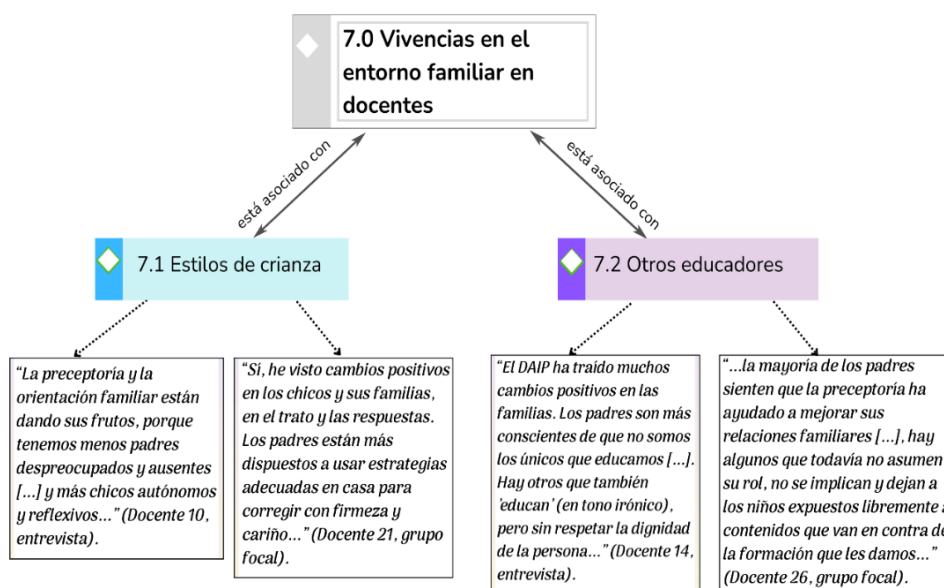 7.0 Vivencias en el
entorno familiar en
docentes
está asociado con
está asociado con
7.1 Estilos de crianza
7.2 Otros educadores
“La preceptoría y la
orientación familiar están
dando sus frutos, porque
tenemos menos padres
despreocupados y ausentes
[...] y más chicos autónomos
y reflexivos...” (Docente 10,
entrevista).
“Sí, he visto cambios positivos
en los chicos y sus familias,
en el trato y las respuestas.
Los padres están más
dispuestos a usar estrategias
adecuadas en casa para
corregir con firmeza y
cariño...” (Docente 21, grupo
focal).
“El DAIP ha traído muchos
cambios positivos en las
familias. Los padres son más
conscientes de que no somos
los únicos que educamos [...].
Hay otros que también
'educan' (en tono irónico),
pero sin respetar la dignidad
de la persona...” (Docente 14,
entrevista).
“...la mayoría de los padres
sienten que la preceptoría ha
ayudado a mejorar sus
relaciones familiares [...], hay
algunos que todavía no asumen
su rol, no se implican y dejan a
los niños expuestos libremente a
contenidos que van en contra de
la formación que les damos...”
(Docente 26, grupo focal).